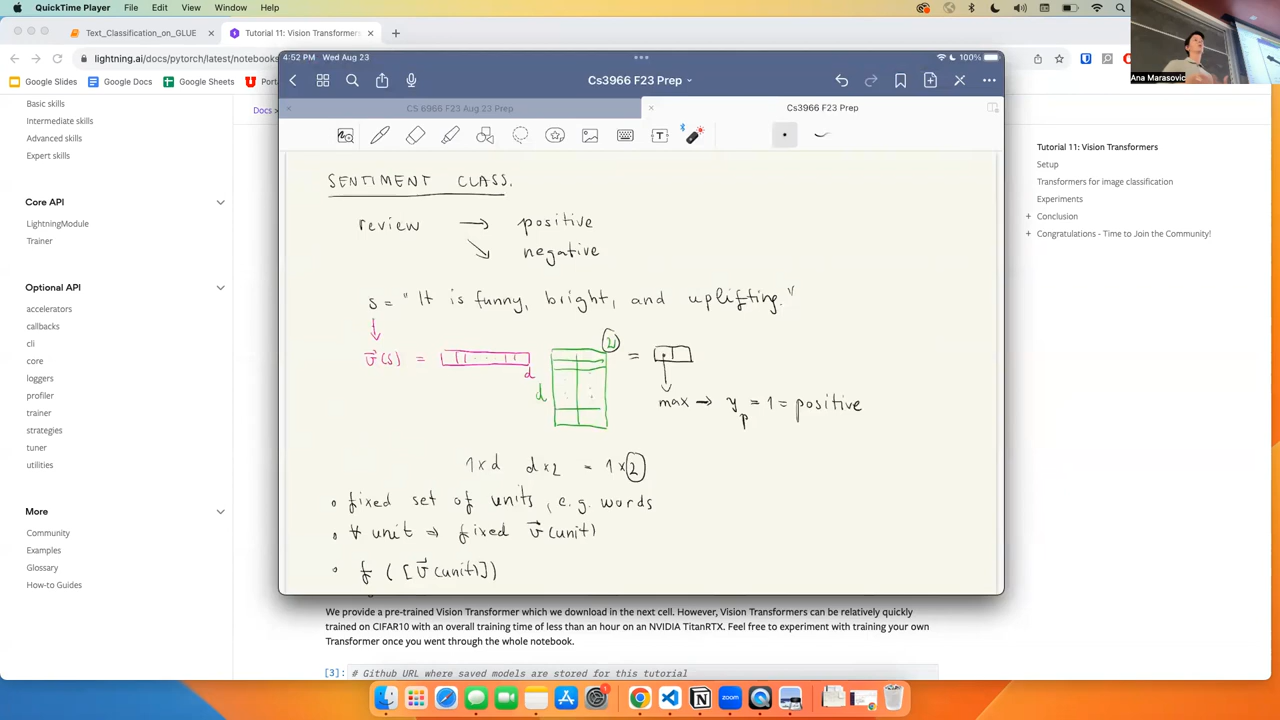 QuickTime Player File Edit View Window Help
Text_Classification_on_GLUE
Tutorial 11: Vision Transformers
lightning.ai/docs/pytorch/latest/notebooks
Google Slides
Google Docs
Google Sheets
Ana Marasovic
4:52 PM Wed Aug 23
100%
Cs3966 F23 Prep
CS 6966 F23 Aug 23 Prep
Cs3966 F23 Prep
Basic skills
Intermediate skills
Advanced skills
Expert skills
Core API
LightningModule
Trainer
Optional API
accelerators
callbacks
cli
core
loggers
profiler
trainer
strategies
tuner
utilities
More
Community
Examples
Glossary
How-to Guides
Docs
SENTIMENT CLASS.
review → positive
↘ negative
s = "It is funny, bright, and uplifting."
v(s) = d d 2 =
max → y_p = 1 = positive
1 x d d x 2 = 1 x 2
• fixed set of units, e.g. words
• ∀ unit ⇒ fixed v(unit)
• f ([v(unit)])
We provide a pre-trained Vision Transformer which we download in the next cell. However, Vision Transformers can be relatively quickly
trained on CIFAR10 with an overall training time of less than an hour on an NVIDIA TitanRTX. Feel free to experiment with training your own
Transformer once you went through the whole notebook.
[3]: # Github URL where saved models are stored for this tutorial
Tutorial 11: Vision Transformers
Setup
Transformers for image classification
Experiments
+ Conclusion
+ Congratulations - Time to Join the Community!
zoom